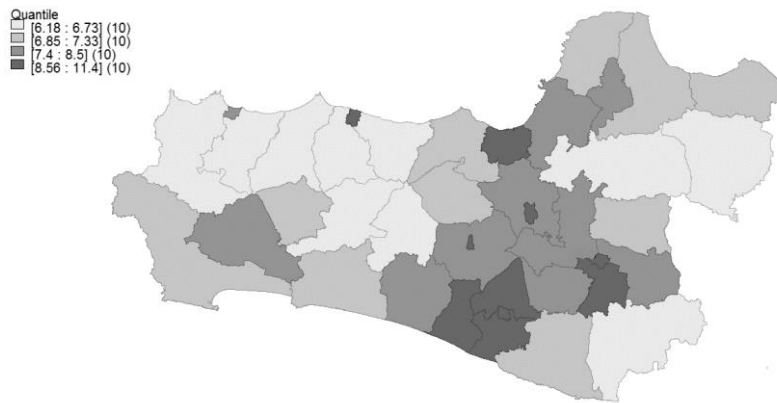 Quantile
[6.18 : 6.73] (10)
[6.85 : 7.33] (10)
[7.4 : 8.5] (10)
[8.56 : 11.4] (10)